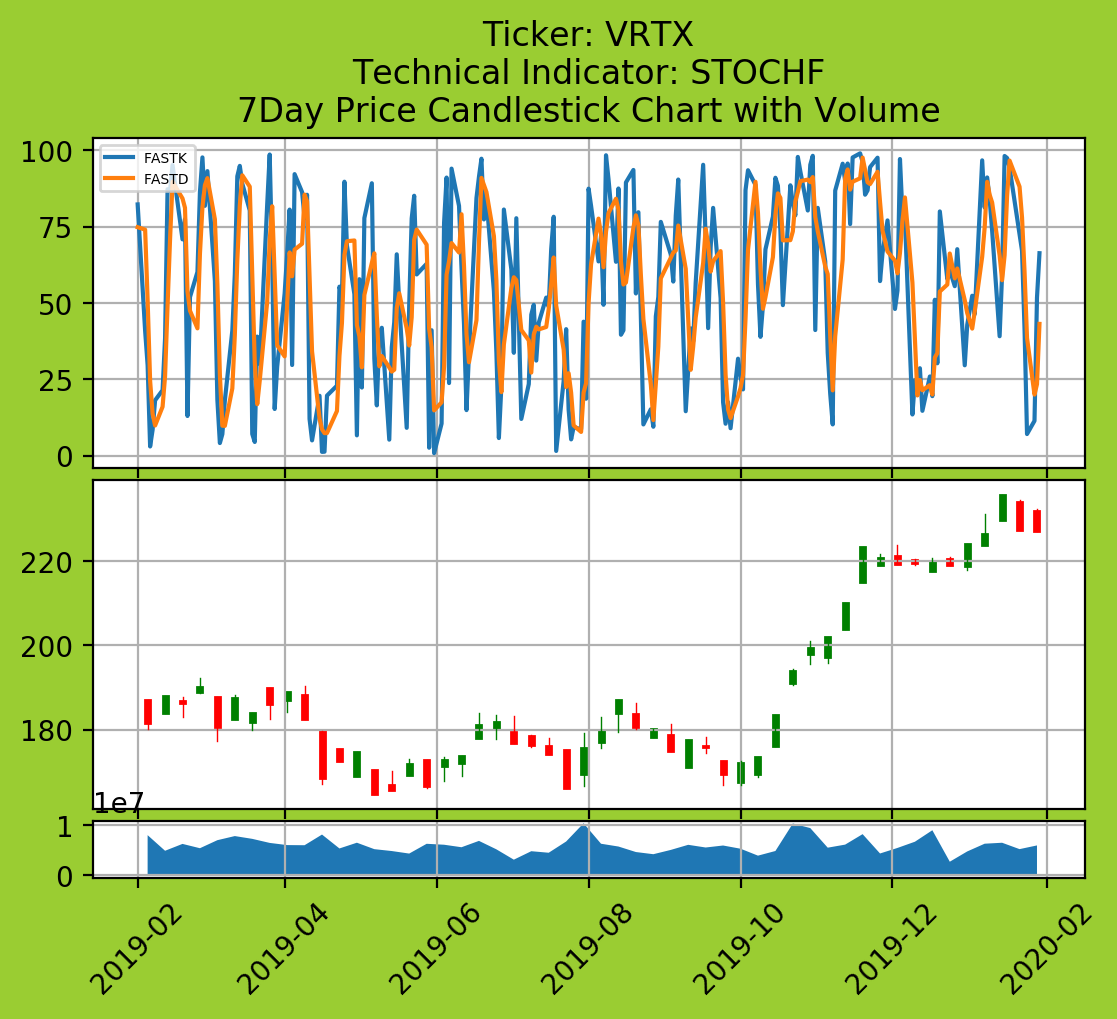 Ticker: VRTX
Technical Indicator: STOCHF
7Day Price Candlestick Chart with Volume
100
75
50
25
0
FASTK
FASTD
220
200
180
1e7
1
0
2019-02
2019-04
2019-06
2019-08
2019-10
2019-12
2020-02